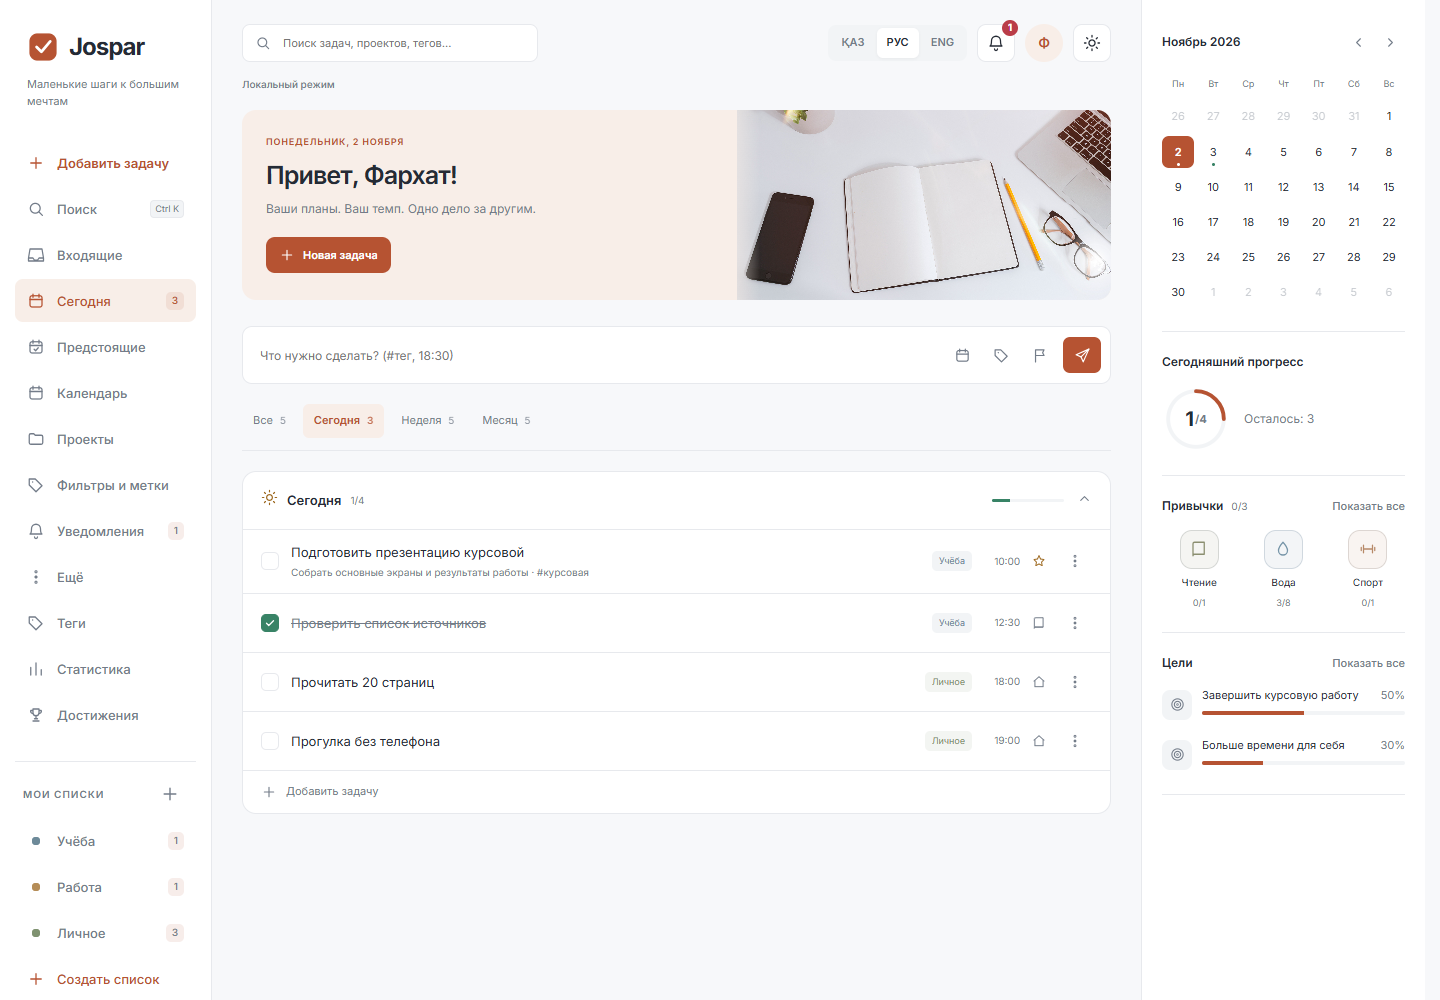 Jospar
Маленькие шаги к большим
мечтам
Добавить задачу
Поиск
Ctrl K
Входящие
Сегодня 3
Предстоящие
Календарь
Проекты
Фильтры и метки
Уведомления 1
Ещё
Теги
Статистика
Достижения
МОИ СПИСКИ
Учёба 1
Работа 1
Личное 3
Создать список
Поиск задач, проектов, тегов...
ҚАЗ РУС ENG
1
Ф
Локальный режим
ПОНЕДЕЛЬНИК, 2 НОЯБРЯ
Привет, Фархат!
Ваши планы. Ваш темп. Одно дело за другим.
Новая задача
Что нужно сделать? (#тег, 18:30)
Все 5 Сегодня 3 Неделя 5 Месяц 5
Сегодня 1/4
Подготовить презентацию курсовой
Собрать основные экраны и результаты работы · #курсовая
Учёба 10:00
Проверить список источников
Учёба 12:30
Прочитать 20 страниц
Личное 18:00
Прогулка без телефона
Личное 19:00
Добавить задачу
Ноябрь 2026
Пн Вт Ср Чт Пт Сб Вс
26 27 28 29 30 31 1
2 3 4 5 6 7 8
9 10 11 12 13 14 15
16 17 18 19 20 21 22
23 24 25 26 27 28 29
30 1 2 3 4 5 6
Сегодняшний прогресс
1/4
Осталось: 3
Привычки 0/3
Показать все
Чтение Вода Спорт
0/1 3/8 0/1
Цели
Показать все
Завершить курсовую работу 50%
Больше времени для себя 30%